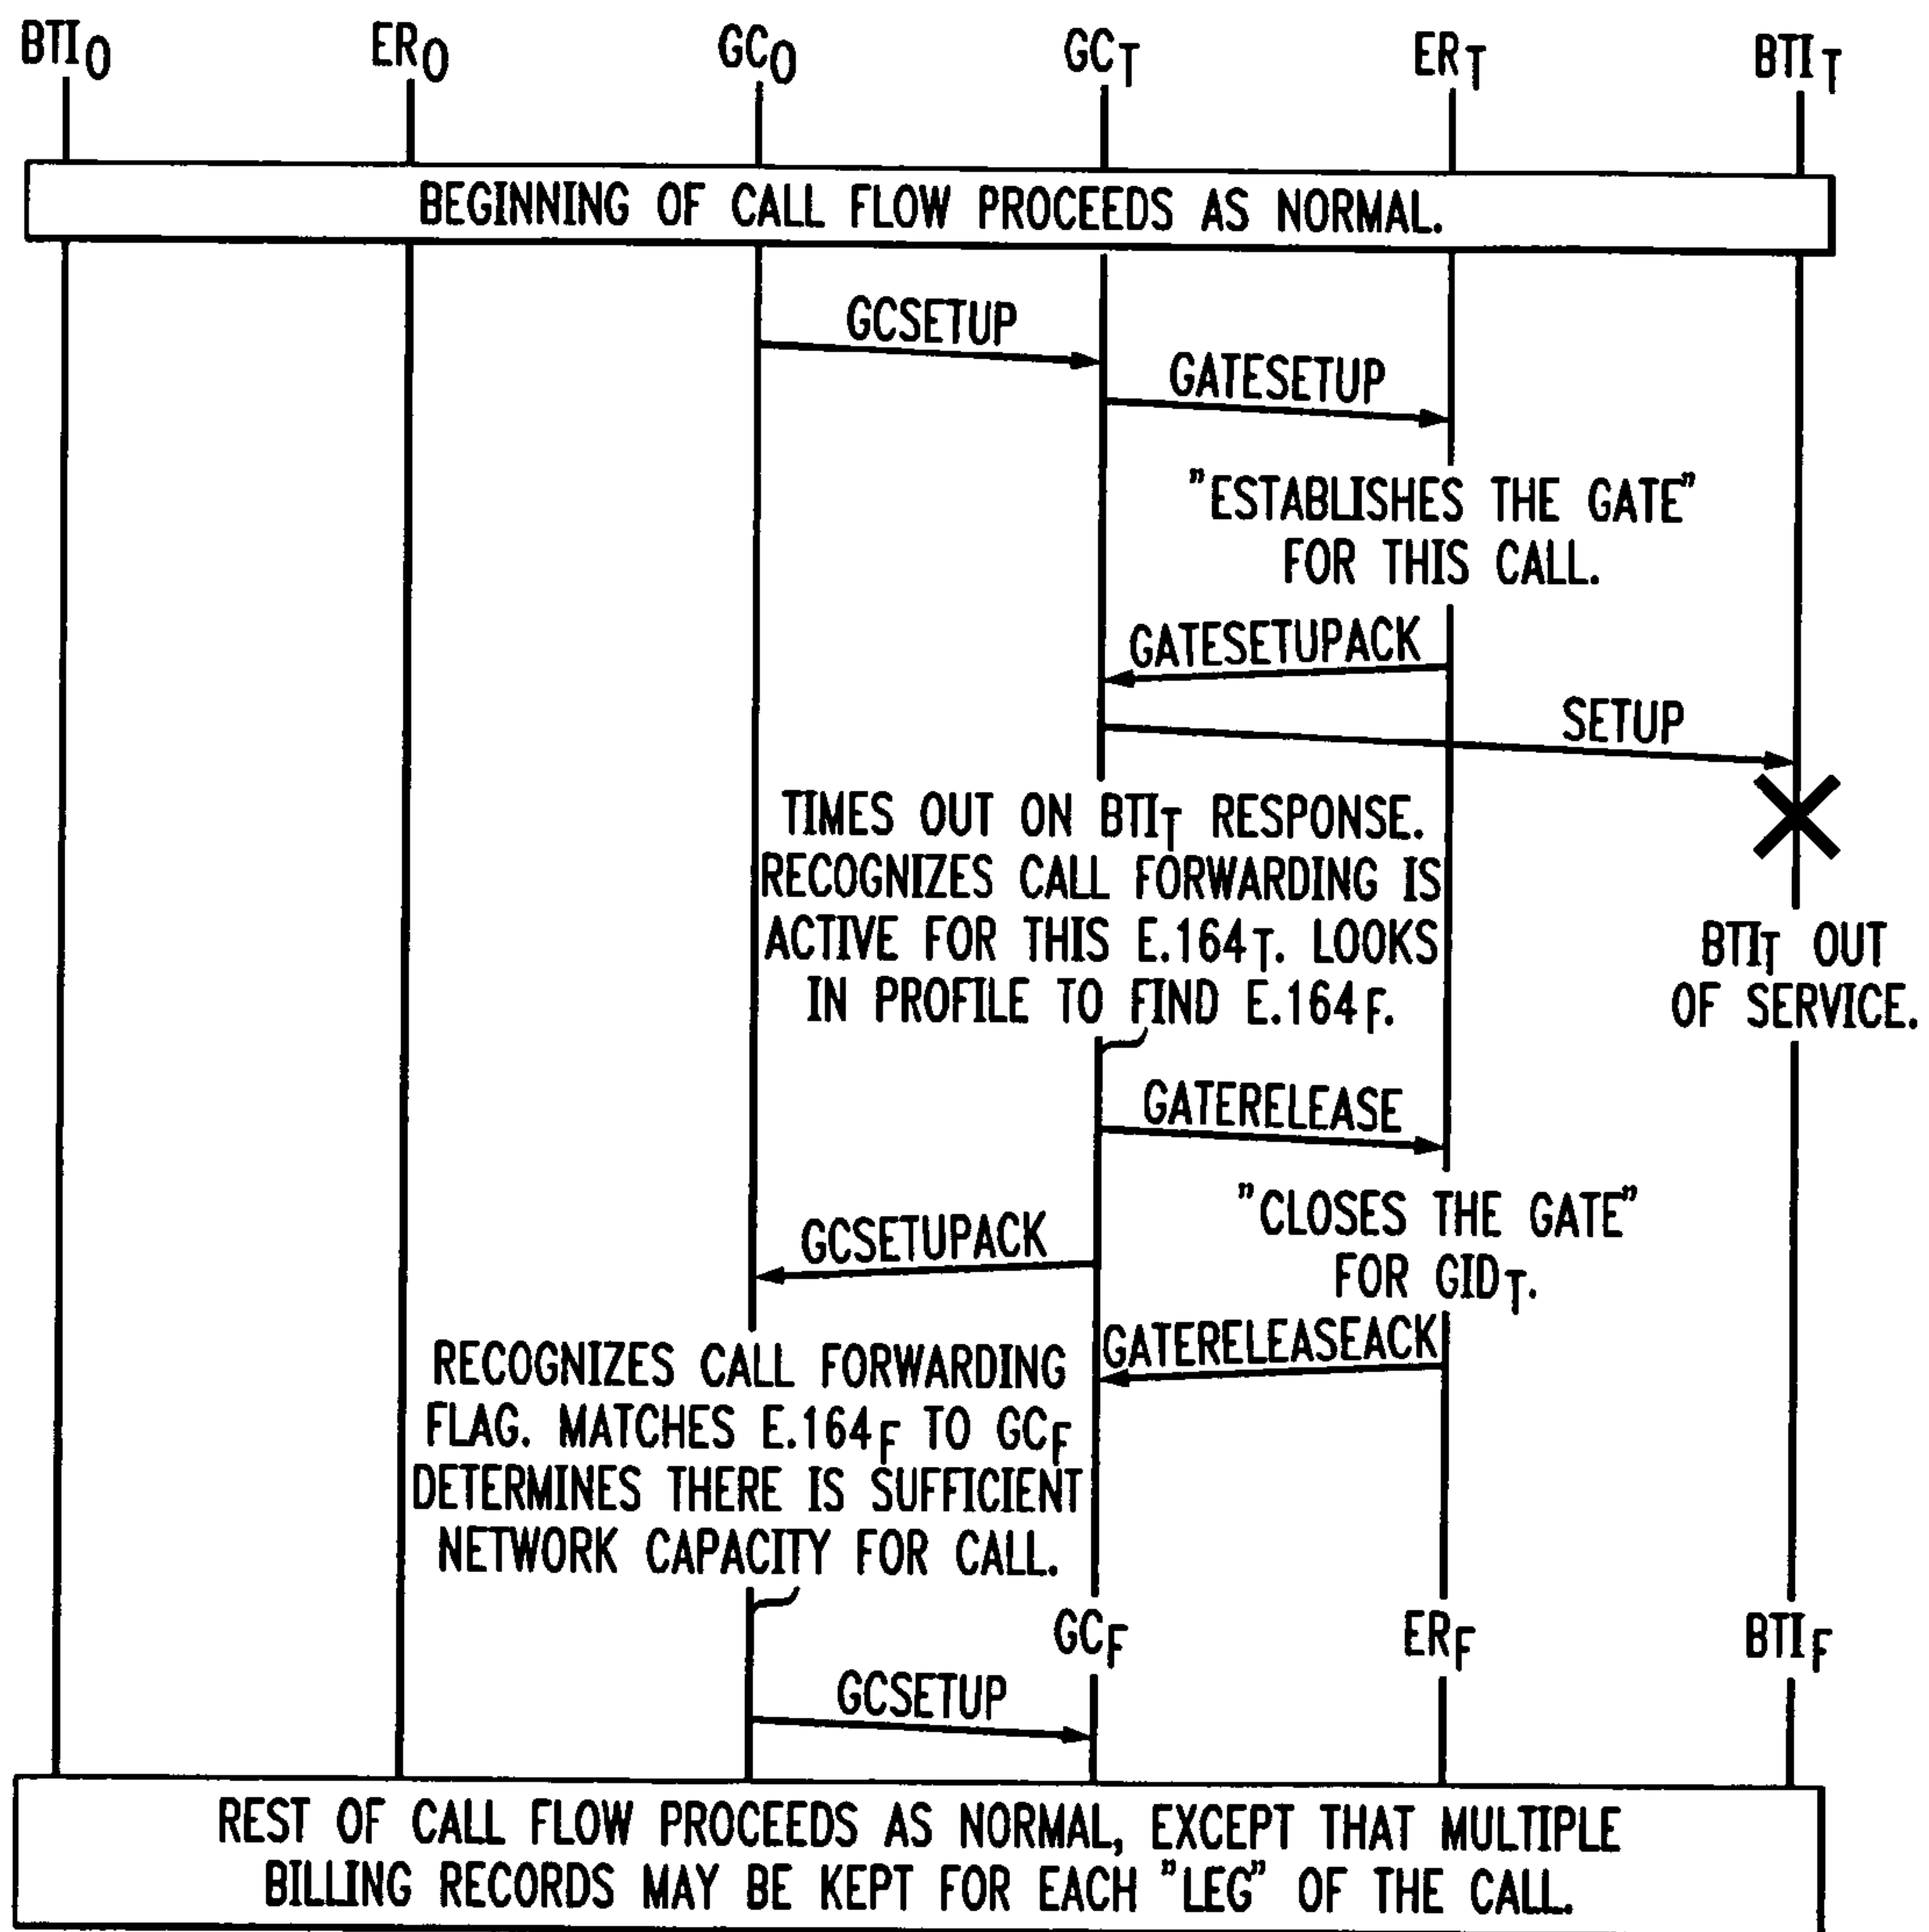 BTIO ERO GCO GCT ERT BTIT
BEGINNING OF CALL FLOW PROCEEDS AS NORMAL.
GCSETUP
GATESETUP
"ESTABLISHES THE GATE"
FOR THIS CALL.
GATESETUPACK
SETUP
TIMES OUT ON BTIT RESPONSE.
RECOGNIZES CALL FORWARDING IS
ACTIVE FOR THIS E.164T. LOOKS
IN PROFILE TO FIND E.164F.
BTIT OUT
OF SERVICE.
GATERELEASE
"CLOSES THE GATE"
FOR GIDT.
GCSETUPACK
GATERELEASEACK
RECOGNIZES CALL FORWARDING
FLAG. MATCHES E.164F TO GCF
DETERMINES THERE IS SUFFICIENT
NETWORK CAPACITY FOR CALL.
GCF ERF BTIF
GCSETUP
REST OF CALL FLOW PROCEEDS AS NORMAL, EXCEPT THAT MULTIPLE
BILLING RECORDS MAY BE KEPT FOR EACH "LEG" OF THE CALL.